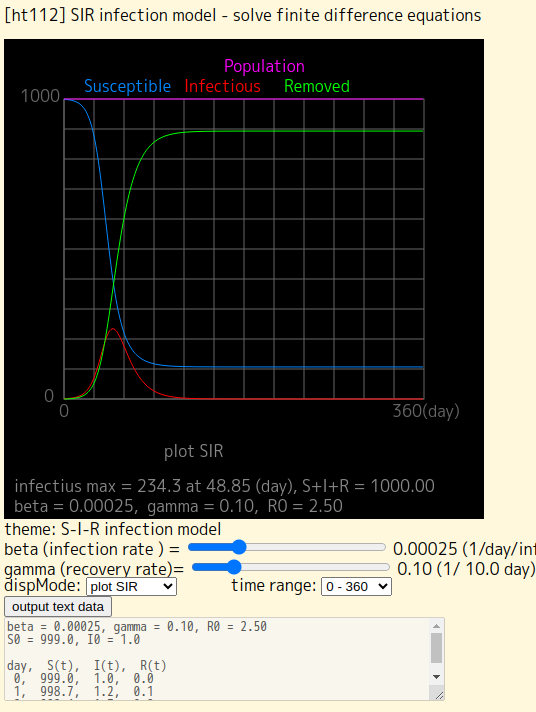 [ht112] SIR infection model - solve finite difference equations
Population
Susceptible Infectious Removed
1000
0
0 360(day)
plot SIR
infectius max = 234.3 at 48.85 (day), S+I+R = 1000.00
beta = 0.00025, gamma = 0.10, R0 = 2.50
theme: S-I-R infection model
beta (infection rate ) = 0.00025 (1/day/inf
gamma (recovery rate)= 0.10 (1/ 10.0 day)
dispMode: plot SIR time range: 0 - 360
output text data
beta = 0.00025, gamma = 0.10, R0 = 2.50
S0 = 999.0, I0 = 1.0
day, S(t), I(t), R(t)
0, 999.0, 1.0, 0.0
1, 998.7, 1.2, 0.1